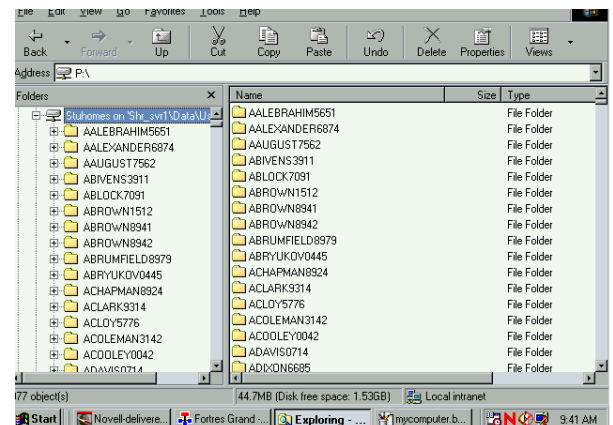 File Edit View Go Favorites Tools Help
Back Forward Up Cut Copy Paste Undo Delete Properties Views
Address P:\
Folders
Name Size Type
Stuhomes on 'Shr_svr1\Data\Us
AALEBRAHIM5651
AALEXANDER6874
AAUGUST7562
ABIVENS3911
ABLOCK7091
ABROWN1512
ABROWN8941
ABROWN8942
ABRUMFIELD8979
ABRYUKOV0445
ACHAPMAN8924
ACLARK9314
ACLOY5776
ACOLEMAN3142
ACOOLEY0042
ADAVIS0714
AALEBRAHIM5651 File Folder
AALEXANDER6874 File Folder
AAUGUST7562 File Folder
ABIVENS3911 File Folder
ABLOCK7091 File Folder
ABROWN1512 File Folder
ABROWN8941 File Folder
ABROWN8942 File Folder
ABRUMFIELD8979 File Folder
ABRYUKOV0445 File Folder
ACHAPMAN8924 File Folder
ACLARK9314 File Folder
ACLOY5776 File Folder
ACOLEMAN3142 File Folder
ACOOLEY0042 File Folder
ADAVIS0714 File Folder
ADIXON6685 File Folder
77 object(s) 44.7MB (Disk free space: 1.53GB) Local intranet
Start Novell-delivere... Fortres Grand -... Exploring - ... mycomputer.b... 9:41 AM